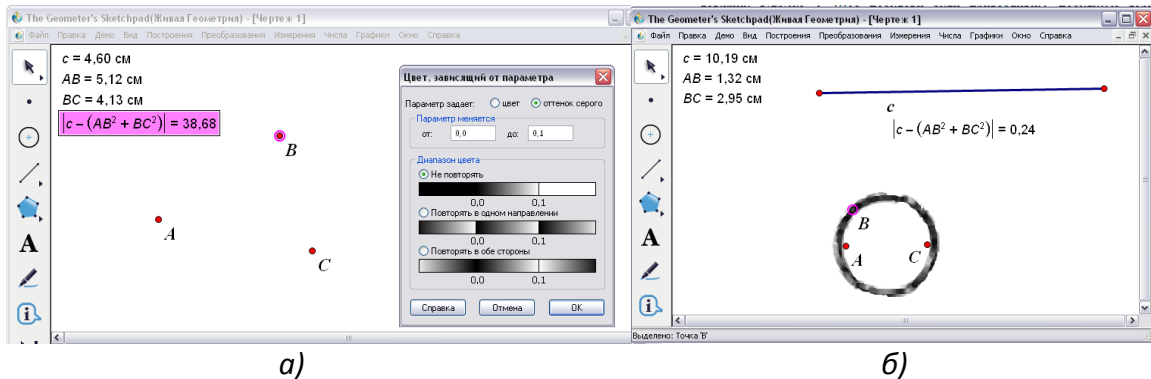 The Geometer's Sketchpad(Живая Геометрия) - [Чертеж 1]
Файл Правка Дено Вид Построения Преобразования Измерения Числа Графики Окно Справка
c = 4,60 см
AB = 5,12 см
BC = 4,13 см
|c – (AB² + BC²)| = 38,68
B
A
C
A
Цвет, зависящий от параметра
Параметр задает: цвет оттенок серого
Параметр меняется
от: 0,0 до: 0,1
Диапазон цвета
Не повторять
0,0 0,1
Повторять в одном направлении
0,0 0,1
Повторять в обе стороны
0,0 0,1
Справка Отмена OK
а)
The Geometer's Sketchpad(Живая Геометрия) - [Чертеж 1]
Файл Правка Дено Вид Построения Преобразования Измерения Числа Графики Окно Справка
c = 10,19 см
AB = 1,32 см
BC = 2,95 см
c
|c – (AB² + BC²)| = 0,24
B
A
C
A
Выделено: Точка 'B'
б)